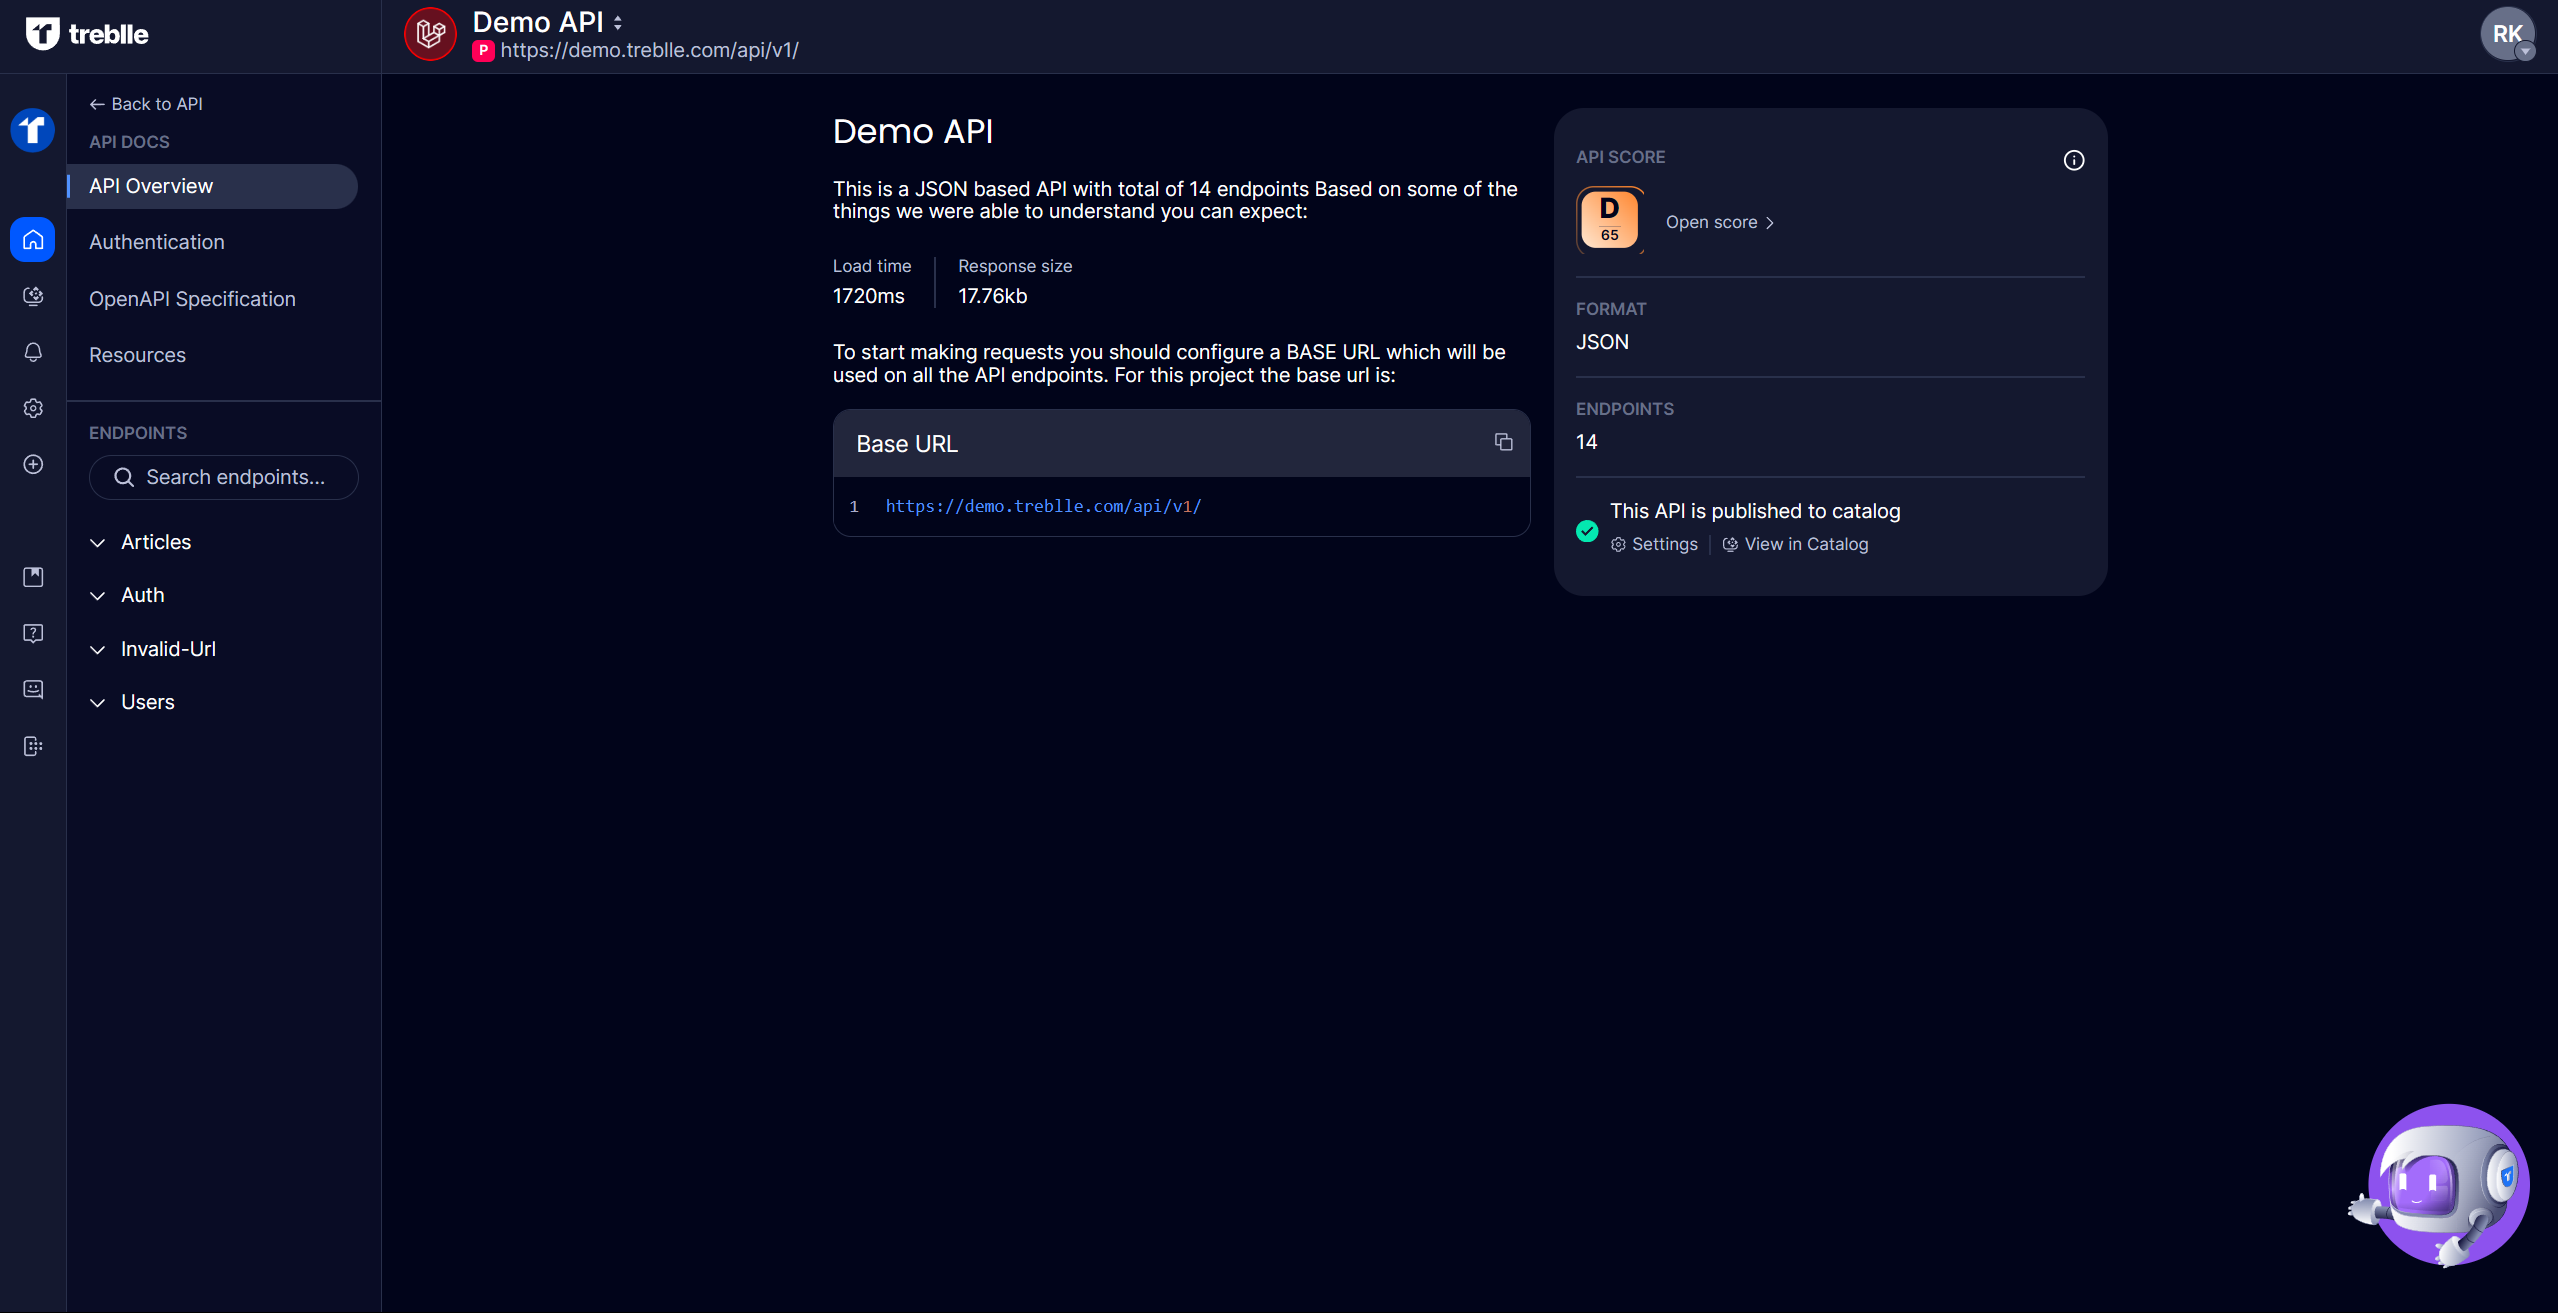 treblle
Demo API
P https://demo.treblle.com/api/v1/
RK
Back to API
API DOCS
API Overview
Authentication
OpenAPI Specification
Resources
ENDPOINTS
Search endpoints...
Articles
Auth
Invalid-Url
Users
Demo API
This is a JSON based API with total of 14 endpoints Based on some of the
things we were able to understand you can expect:
Load time
1720ms
Response size
17.76kb
To start making requests you should configure a BASE URL which will be
used on all the API endpoints. For this project the base url is:
Base URL
1 https://demo.treblle.com/api/v1/
API SCORE
D
65
Open score
FORMAT
JSON
ENDPOINTS
14
This API is published to catalog
Settings
View in Catalog